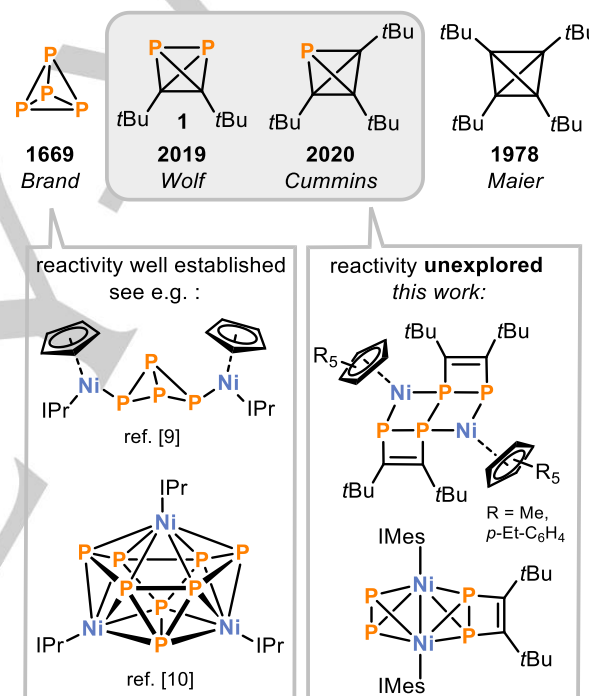 tBu
tBu
tBu
P
P
P
P
P
P
P
tBu
1
tBu
tBu
tBu
tBu
tBu
1669
2019
2020
1978
Brand
Wolf
Cummins
Maier
reactivity well established
see e.g. :
Ni
IPr
P
P
P
P
Ni
IPr
ref. [9]
IPr
Ni
P
P
P
P
P
P
P
P
Ni
Ni
IPr
IPr
ref. [10]
reactivity unexplored
this work:
tBu
tBu
R5
Ni
P
P
P
P
Ni
R5
tBu
tBu
R = Me,
p-Et-C6H4
IMes
Ni
P
P
P
P
Ni
tBu
tBu
IMes